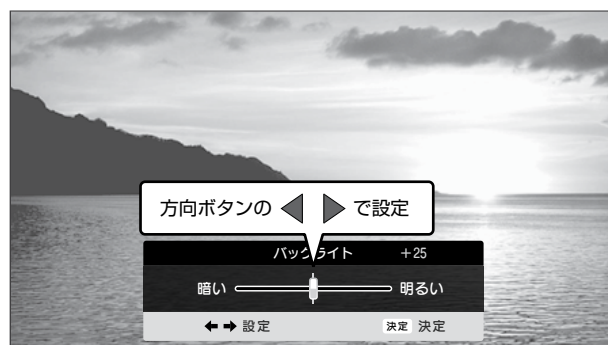 方向ボタンの ◀ ▶ で設定
バックライト +25
暗い 明るい
⬅ ➡ 設定 決定 決定